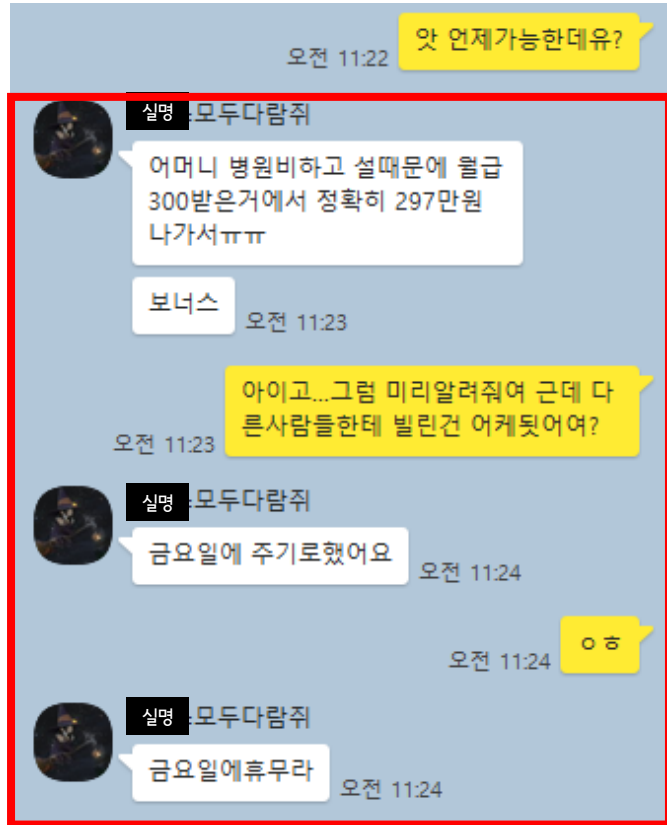 앗 언제가능한데유?
오전 11:22
실명 모두다람쥐
어머니 병원비하고 설때문에 월급
300받은거에서 정확히 297만원
나가서ㅠㅠ
보너스
오전 11:23
아이고...그럼 미리알려줘여 근데 다
른사람들한테 빌린건 어케됫어여?
오전 11:23
실명 모두다람쥐
금요일에 주기로했어요
오전 11:24
ㅇㅎ
오전 11:24
실명 모두다람쥐
금요일에휴무라
오전 11:24